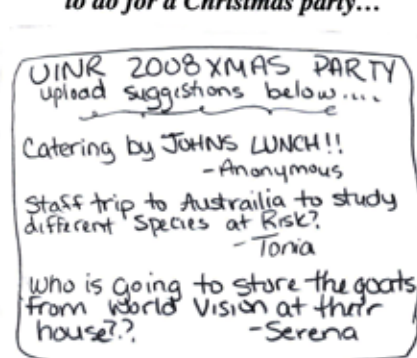 to do for a Christmas party...
UINR 2008 XMAS PARTY
upload suggestions below....
Catering by JOHNS LUNCH!!
-Anonymous
Staff trip to Austrailia to study
different Species at Risk?
- Tonia
Who is going to store the goats
from World Vision at their
house??
-Serena